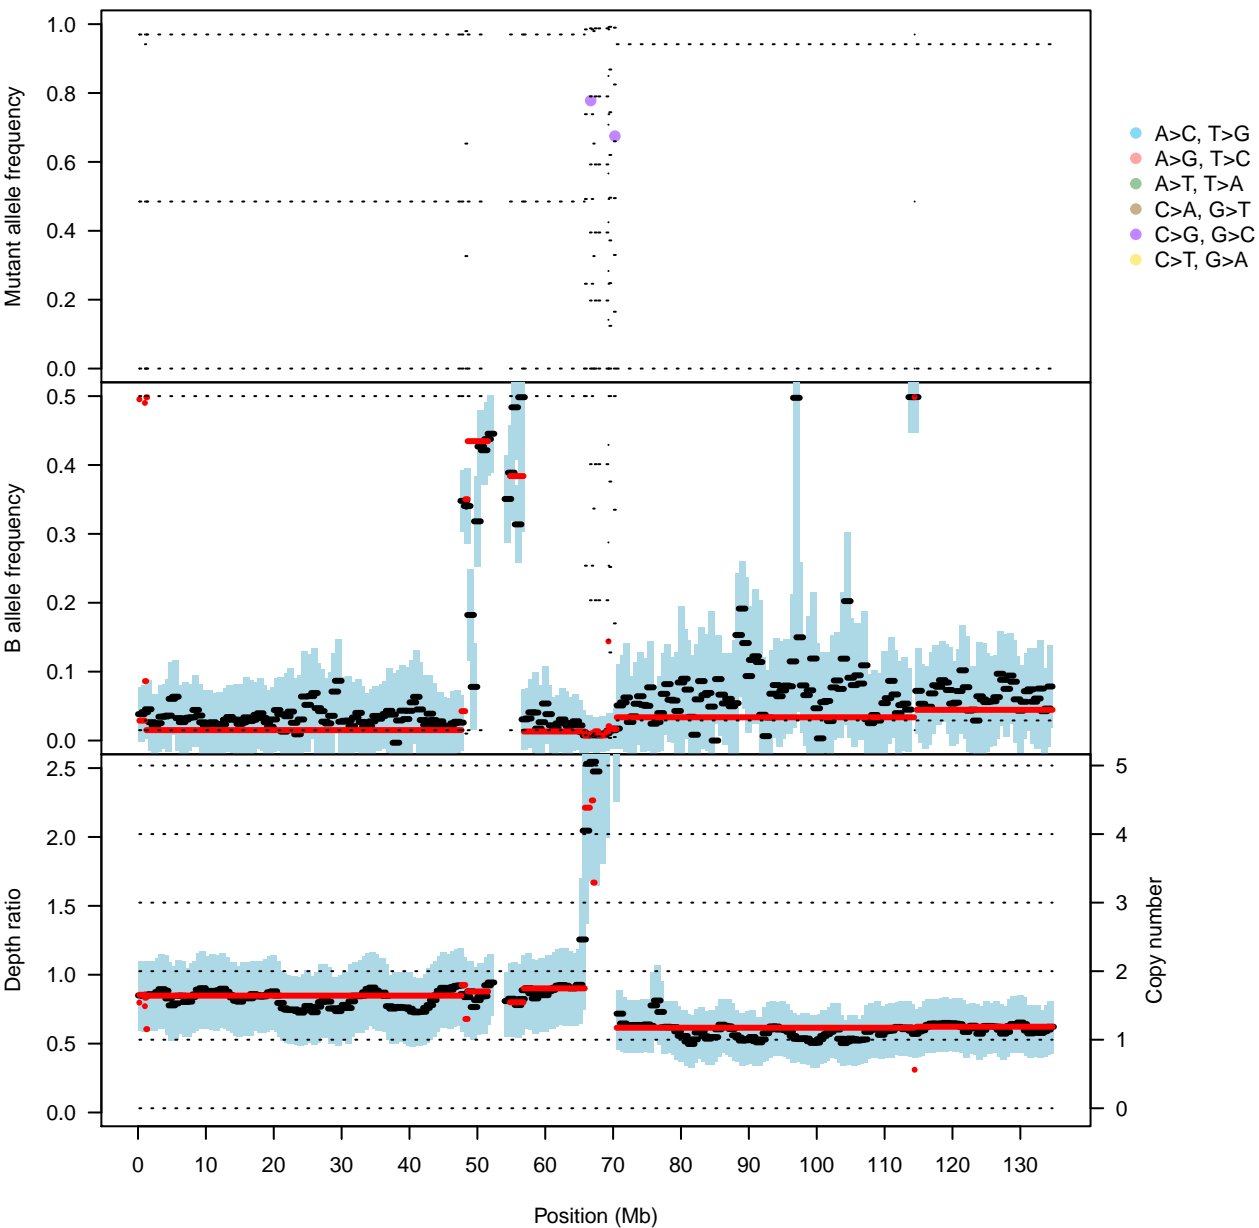 Mutant allele frequency
1.0
0.8
0.6
0.4
0.2
0.0
A>C, T>G
A>G, T>C
A>T, T>A
C>A, G>T
C>G, G>C
C>T, G>A
B allele frequency
0.5
0.4
0.3
0.2
0.1
0.0
Depth ratio
2.5
2.0
1.5
1.0
0.5
0.0
5
4
3
2
1
0
Copy number
0 10 20 30 40 50 60 70 80 90 100 110 120 130
Position (Mb)